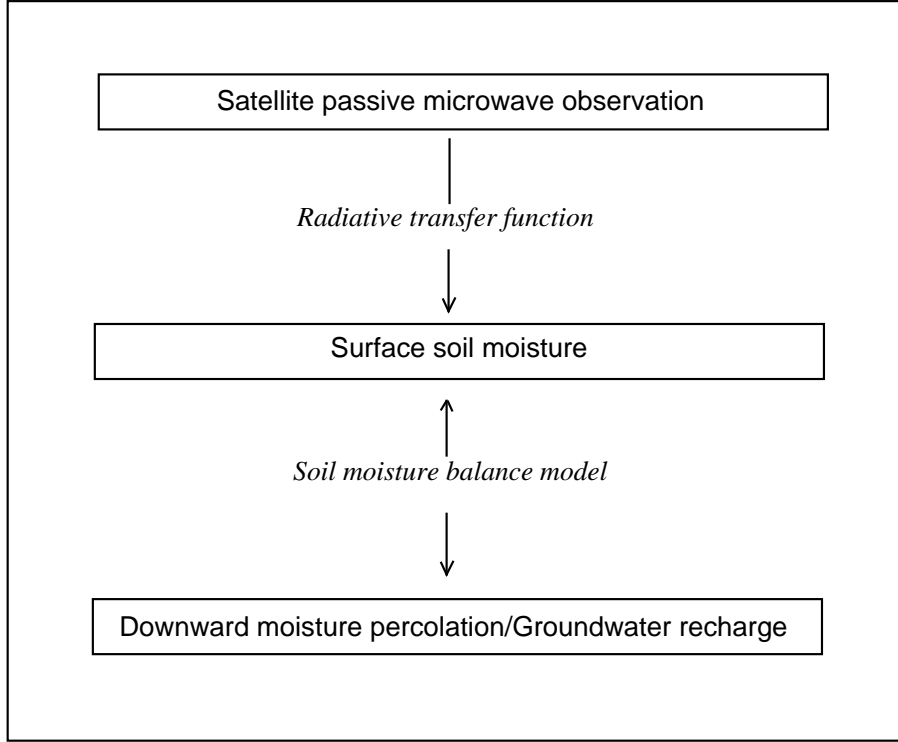 Satellite passive microwave observation
Radiative transfer function
Surface soil moisture
Soil moisture balance model
Downward moisture percolation/Groundwater recharge